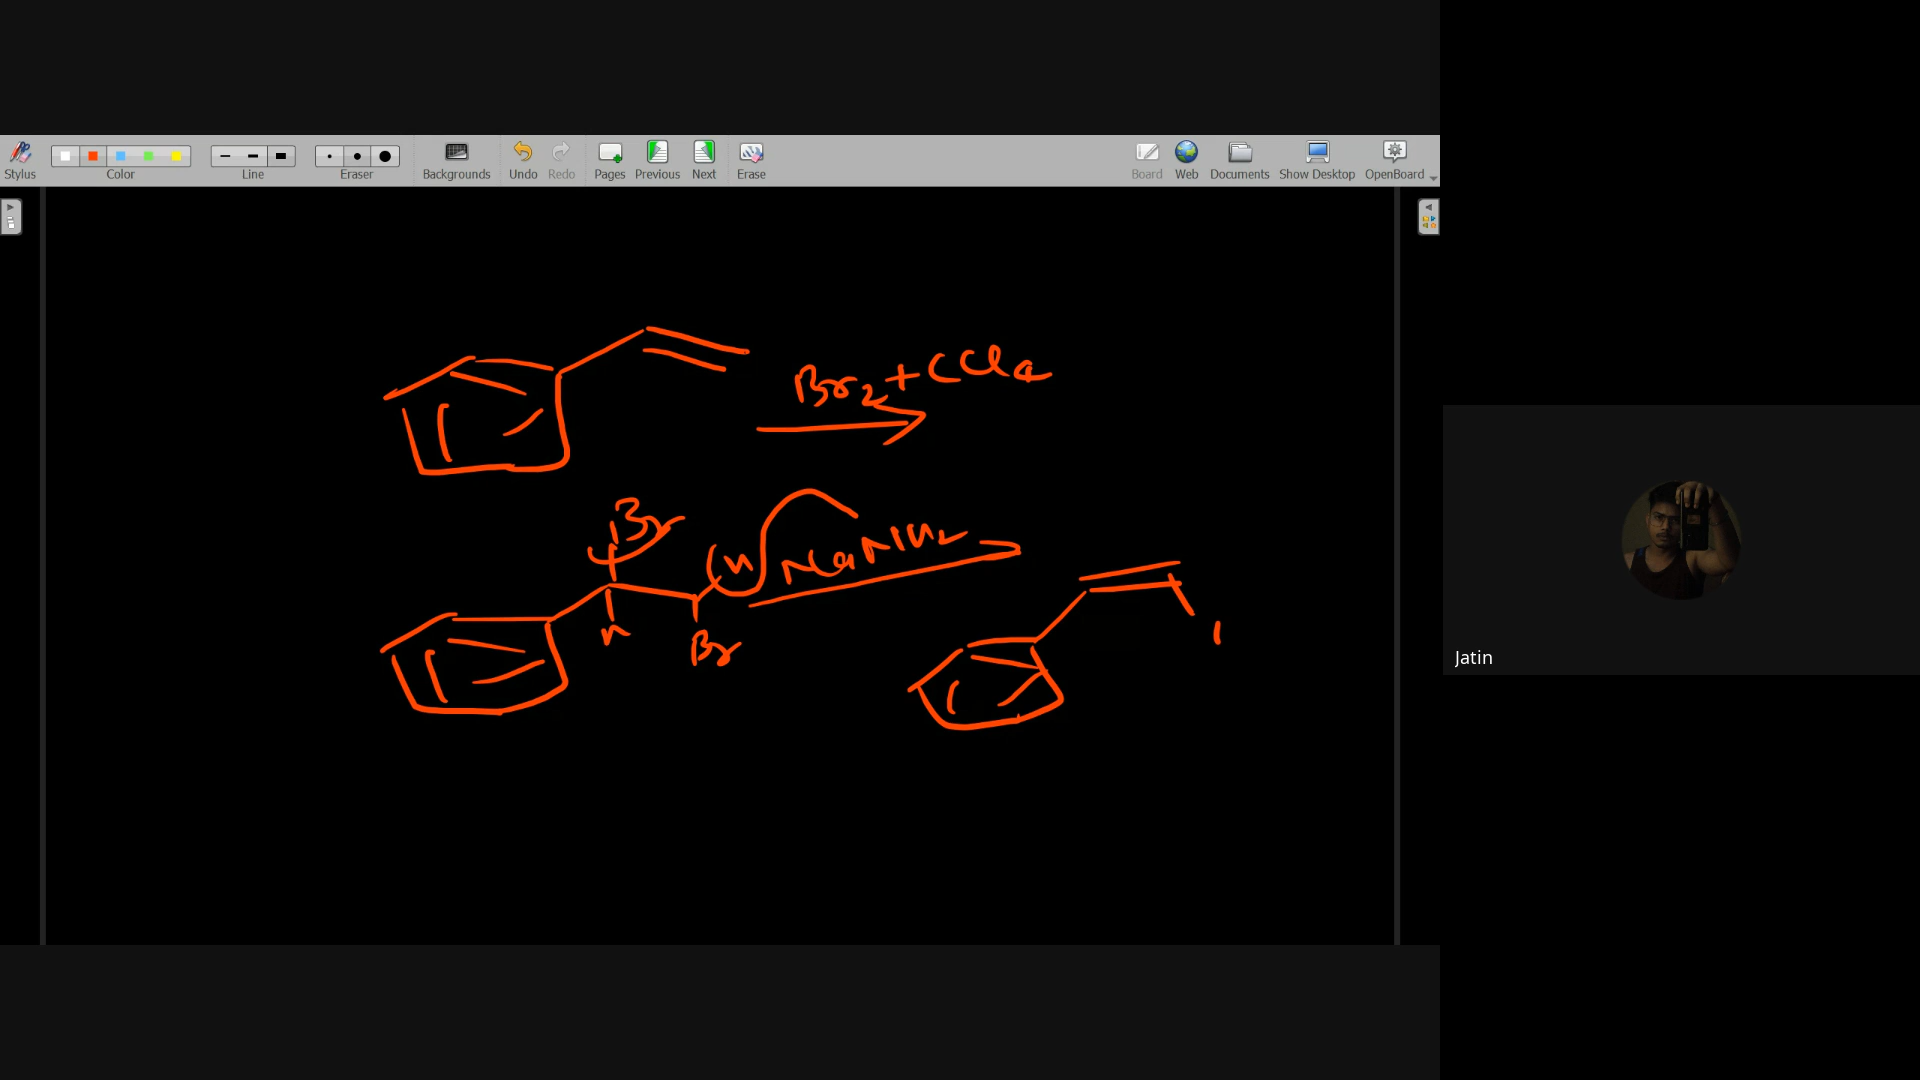 Stylus Color Line Eraser Backgrounds Undo Redo Pages Previous Next Erase Board Web Documents Show Desktop OpenBoard
Br2+CCl4
Br
NaNH2
Br
Jatin